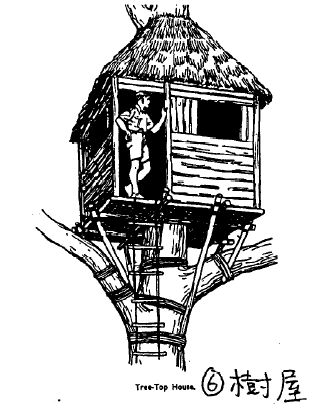 Tree-Top House.
⑥樹屋